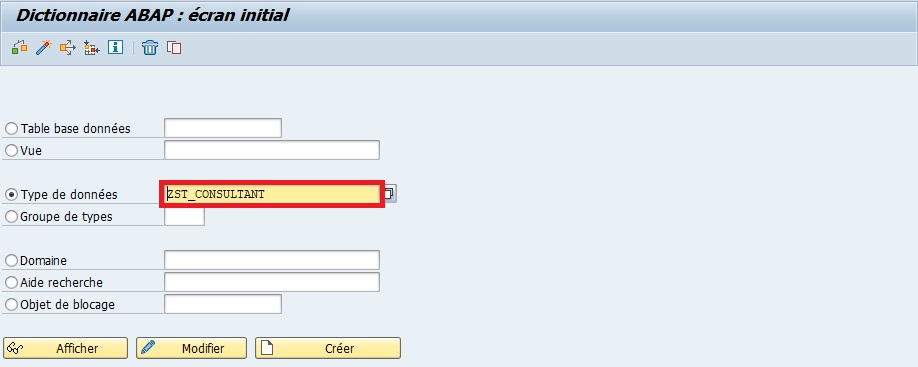 Dictionnaire ABAP : écran initial
Table base données
Vue
Type de données ZST_CONSULTANT
Groupe de types
Domaine
Aide recherche
Objet de blocage
Afficher Modifier Créer